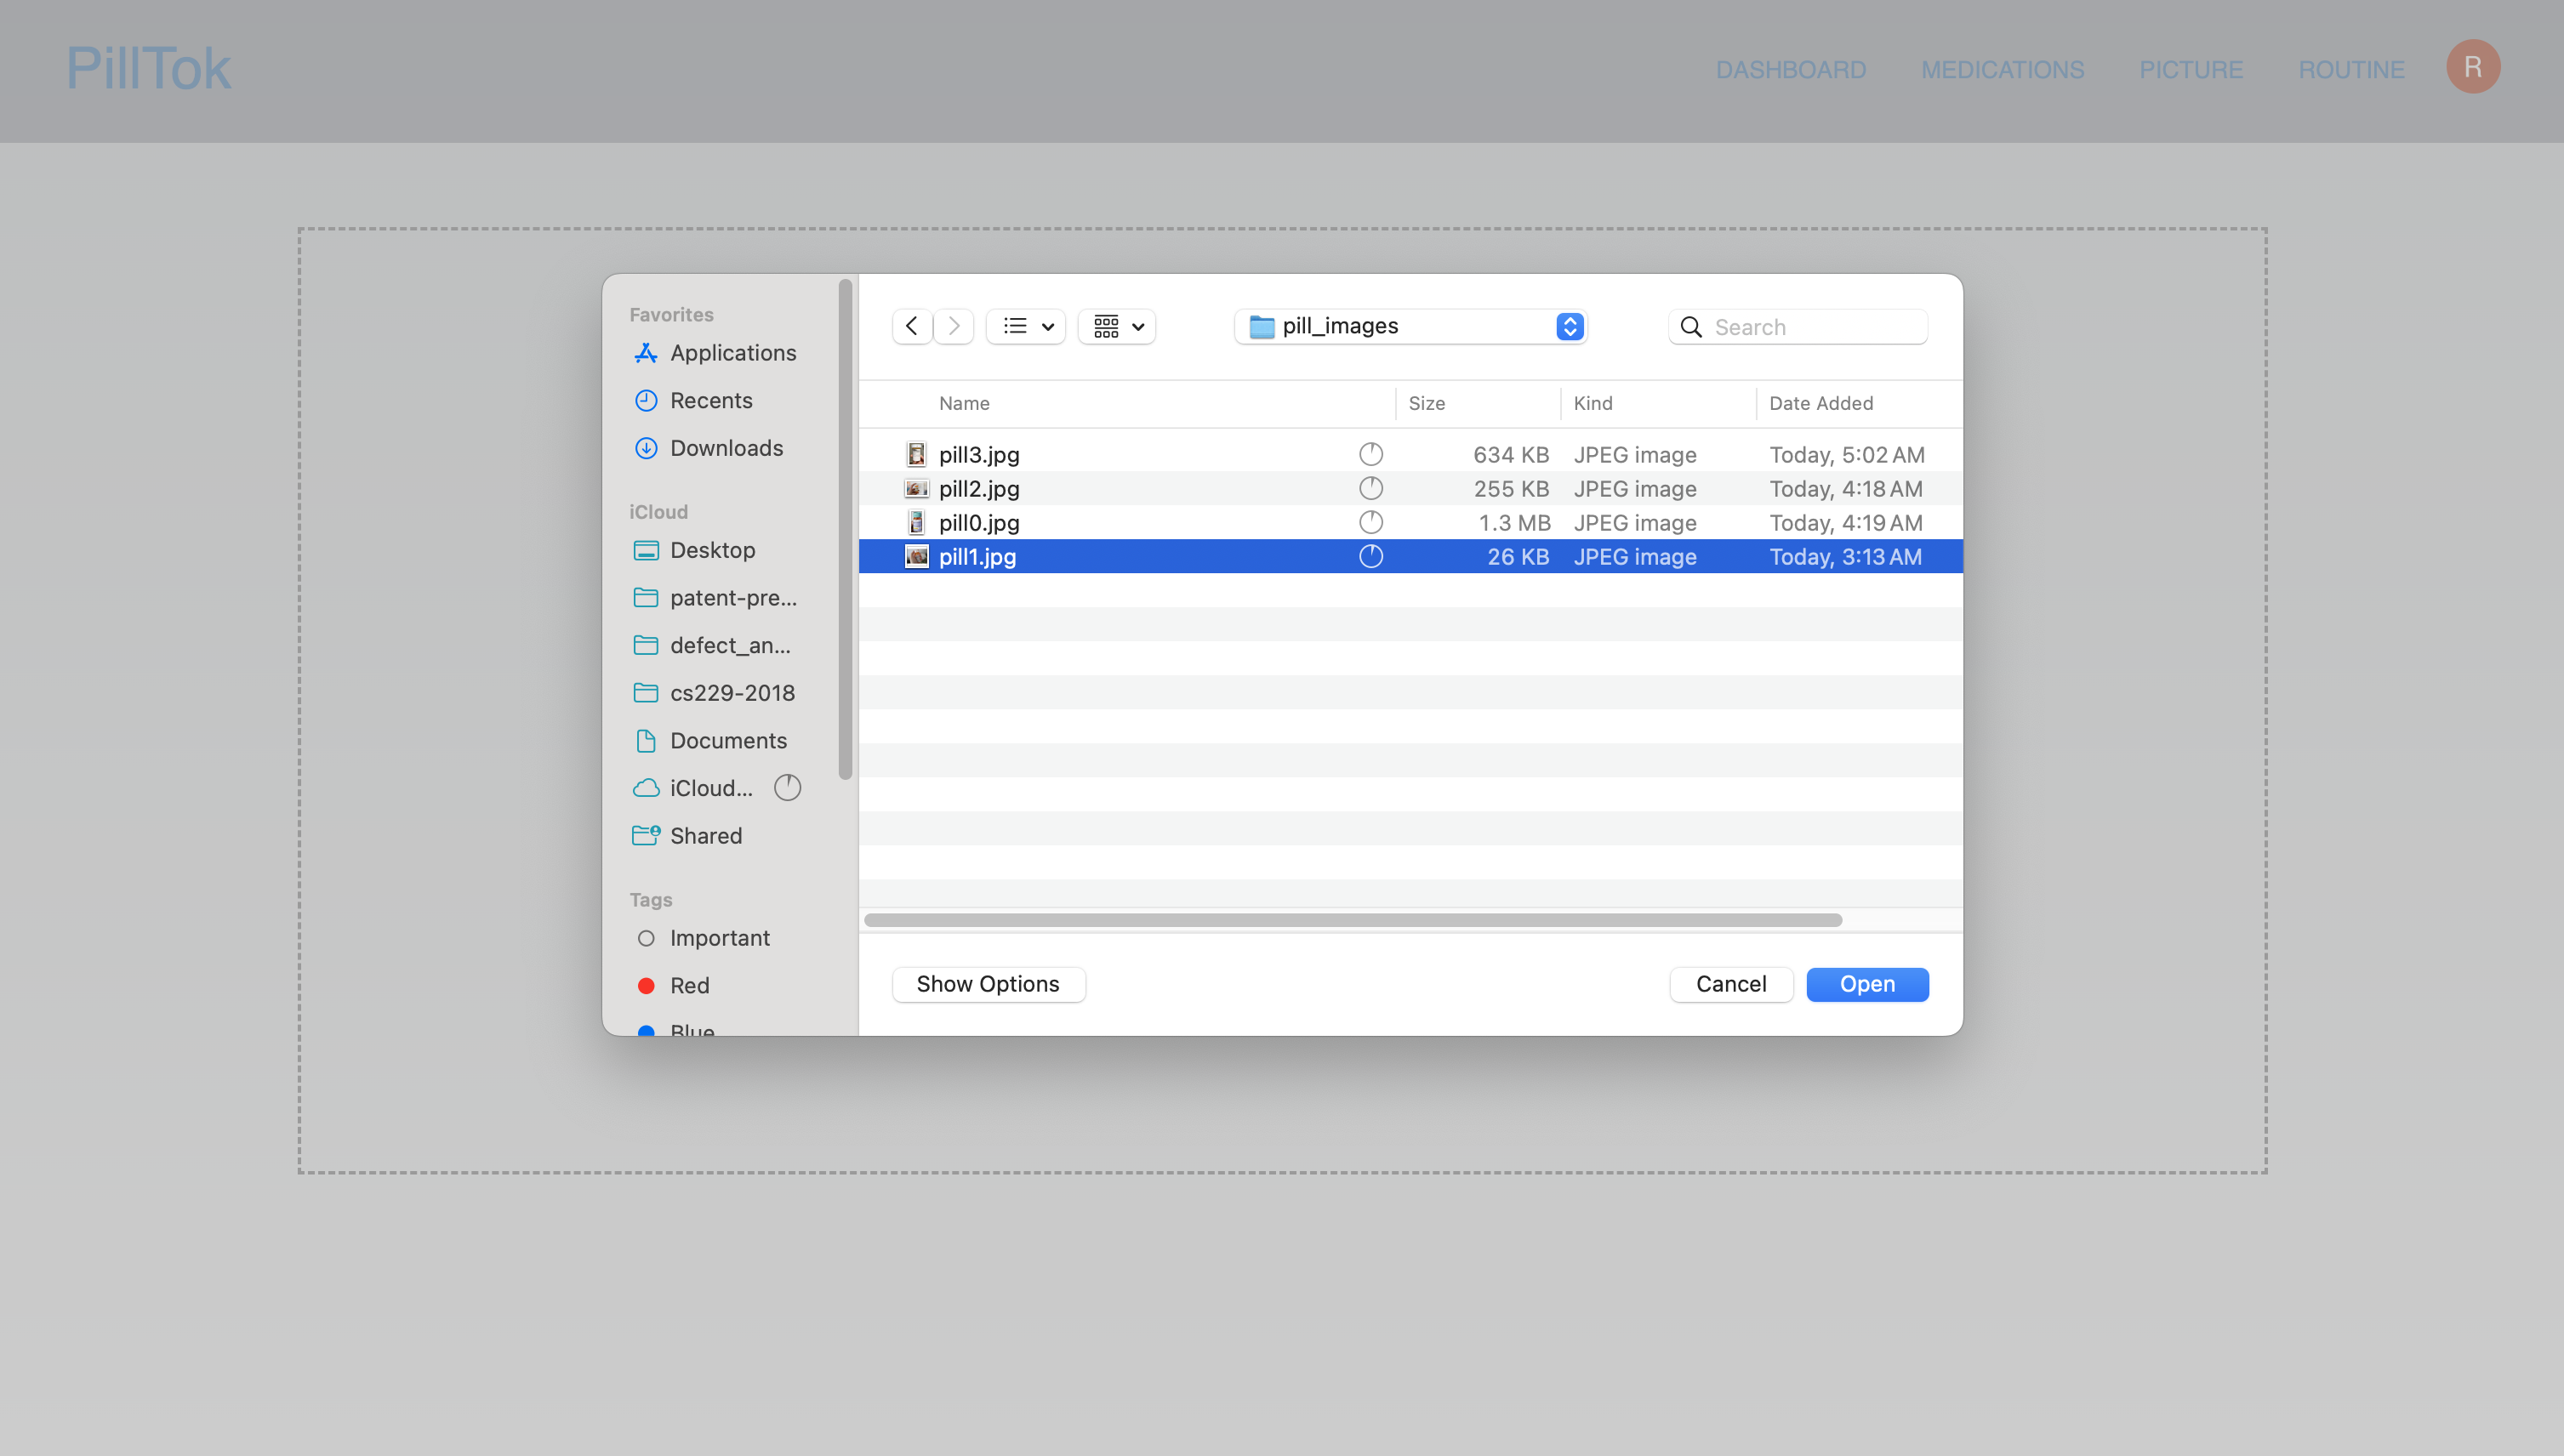 PillTok
DASHBOARD MEDICATIONS PICTURE ROUTINE R
Favorites
Applications
Recents
Downloads
iCloud
Desktop
patent-pre...
defect_an...
cs229-2018
Documents
iCloud...
Shared
Tags
Important
Red
Blue
pill_images
Search
Name Size Kind Date Added
pill3.jpg 634 KB JPEG image Today, 5:02 AM
pill2.jpg 255 KB JPEG image Today, 4:18 AM
pill0.jpg 1.3 MB JPEG image Today, 4:19 AM
pill1.jpg 26 KB JPEG image Today, 3:13 AM
Show Options Cancel Open